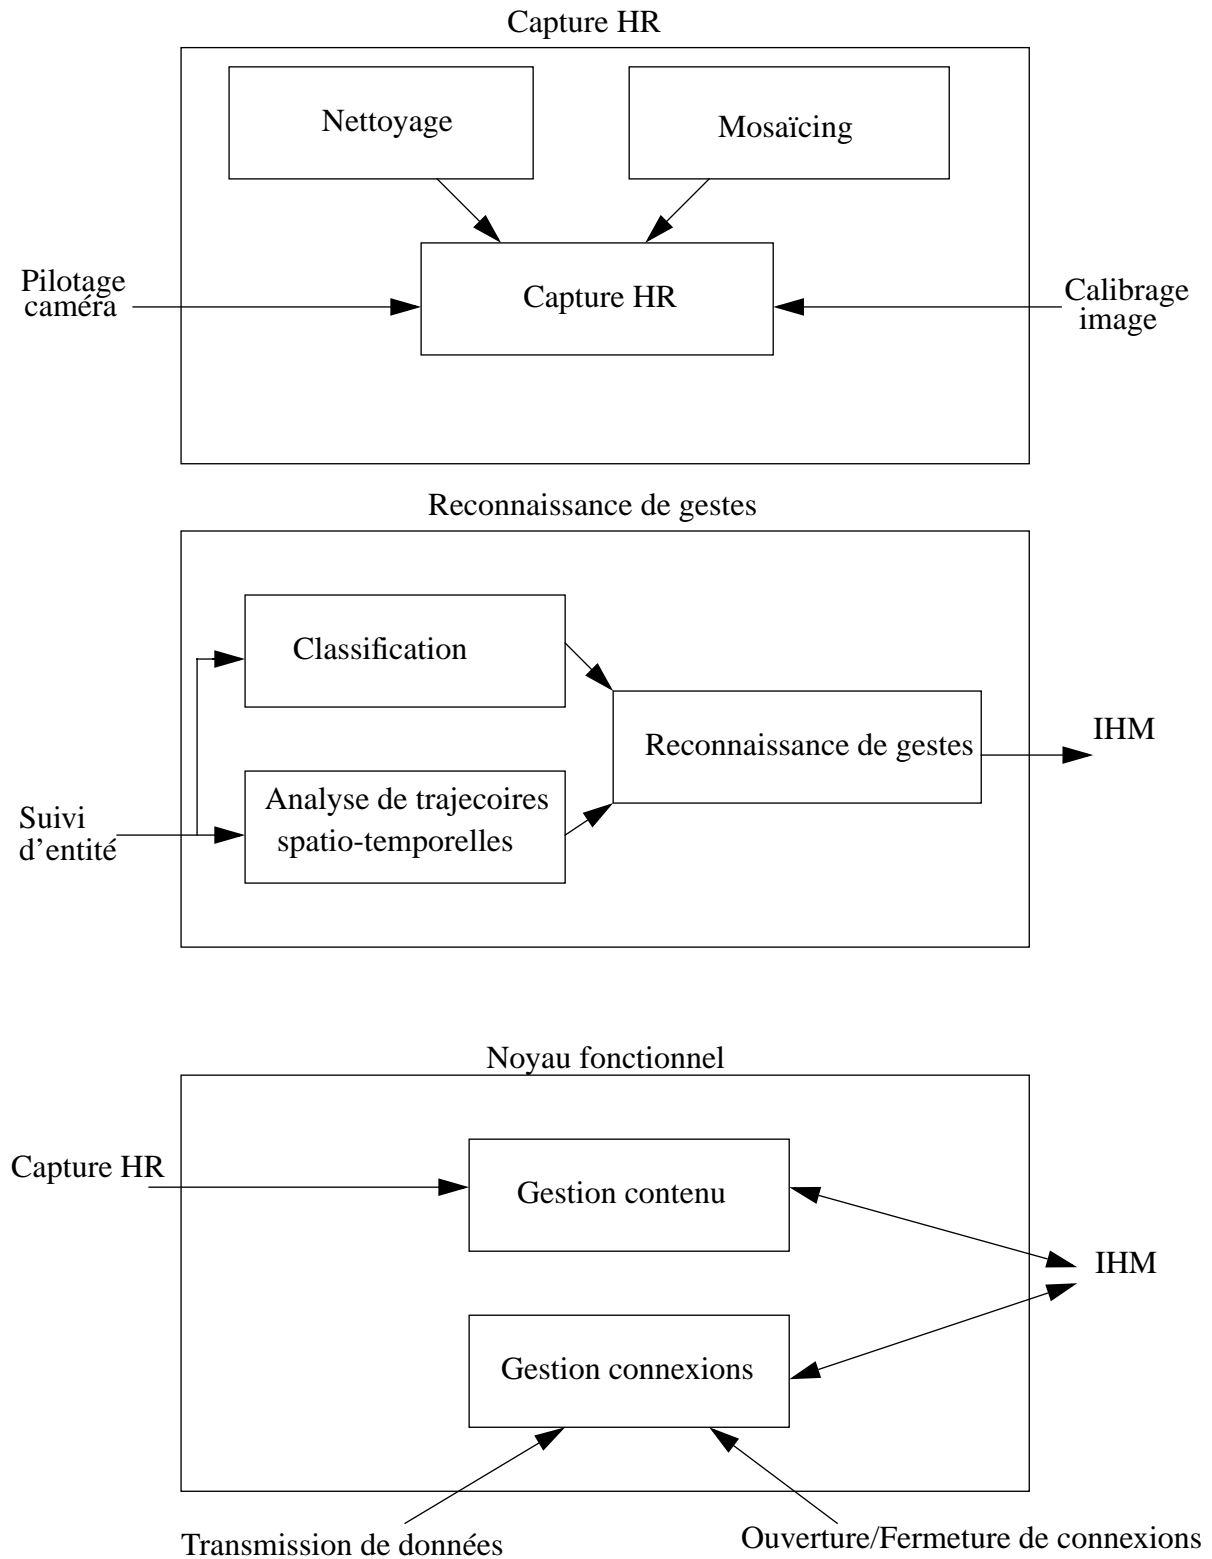 Capture HR
Nettoyage
Mosaïcing
Pilotage
caméra
Capture HR
Calibrage
image
Reconnaissance de gestes
Classification
Reconnaissance de gestes
IHM
Analyse de trajecoires
spatio-temporelles
Suivi
d’entité
Noyau fonctionnel
Capture HR
Gestion contenu
IHM
Gestion connexions
Transmission de données
Ouverture/Fermeture de connexions